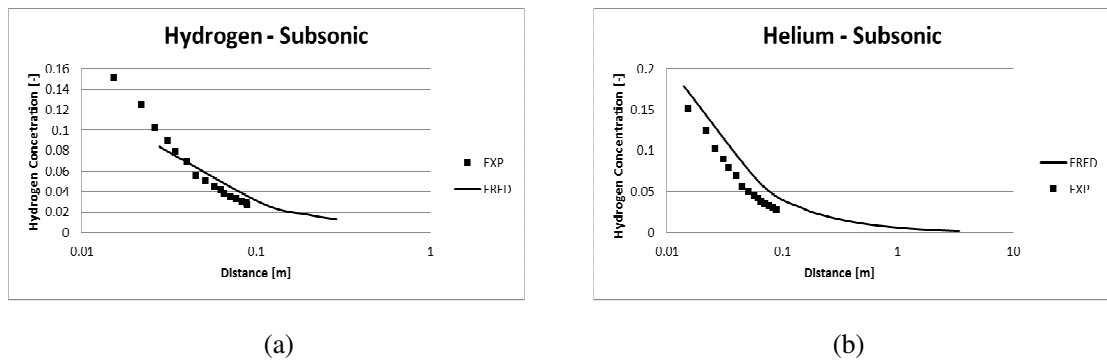 Hydrogen - Subsonic
Hydrogen Concetration [-]
0.16
0.14
0.12
0.1
0.08
0.06
0.04
0.02
0
0.01
0.1
1
Distance [m]
EXP
FRED
(a)
Helium - Subsonic
Hydrogen Concentration [-]
0.2
0.15
0.1
0.05
0
0.01
0.1
1
10
Distance [m]
FRED
EXP
(b)